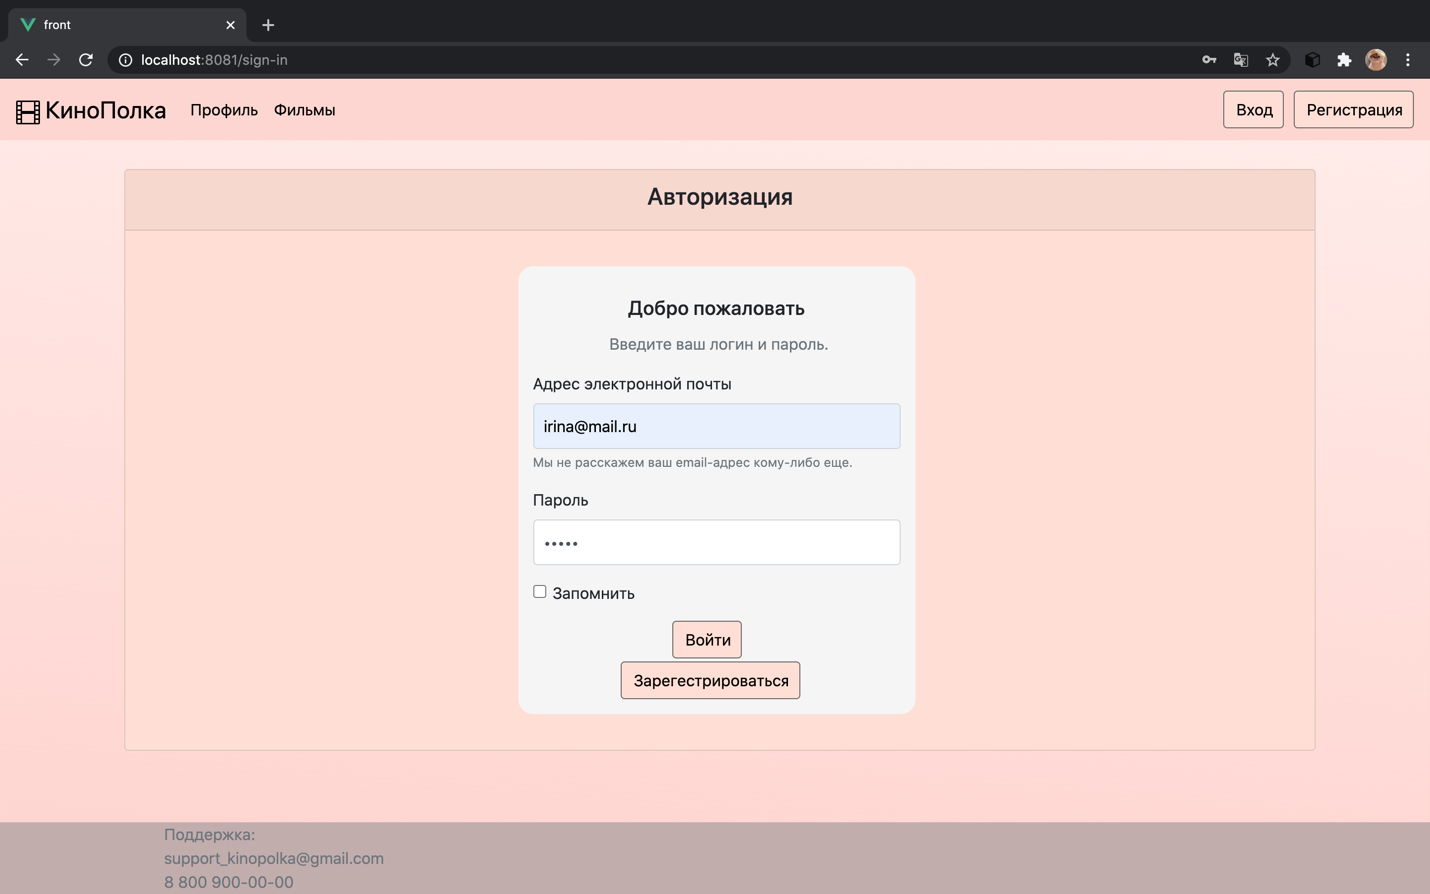 front
localhost:8081/sign-in
КиноПолка Профиль Фильмы Вход Регистрация
Авторизация
Добро пожаловать
Введите ваш логин и пароль.
Адрес электронной почты
irina@mail.ru
Мы не расскажем ваш email-адрес кому-либо еще.
Пароль
•••••
Запомнить
Войти
Зарегестрироваться
Поддержка:
support_kinopolka@gmail.com
8 800 900-00-00